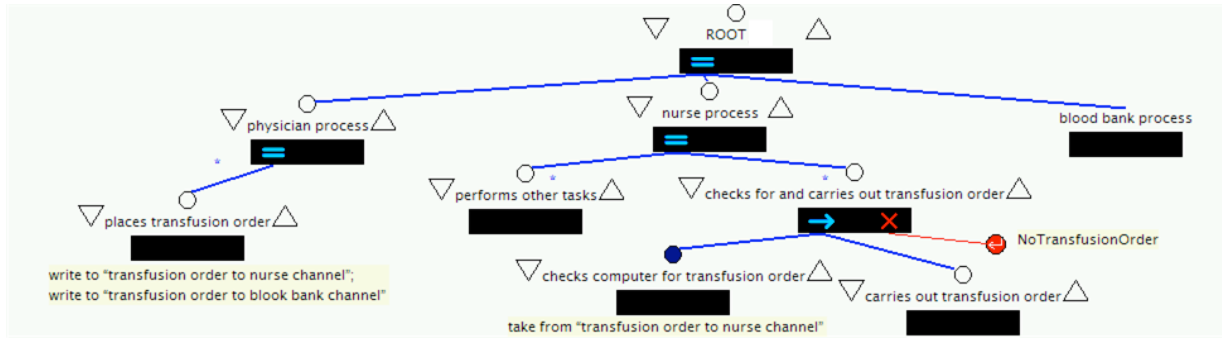 ROOT
physician process
nurse process
blood bank process
*
*
*
places transfusion order
performs other tasks
checks for and carries out transfusion order
write to “transfusion order to nurse channel”;
write to “transfusion order to blook bank channel”
NoTransfusionOrder
checks computer for transfusion order
carries out transfusion order
take from “transfusion order to nurse channel”